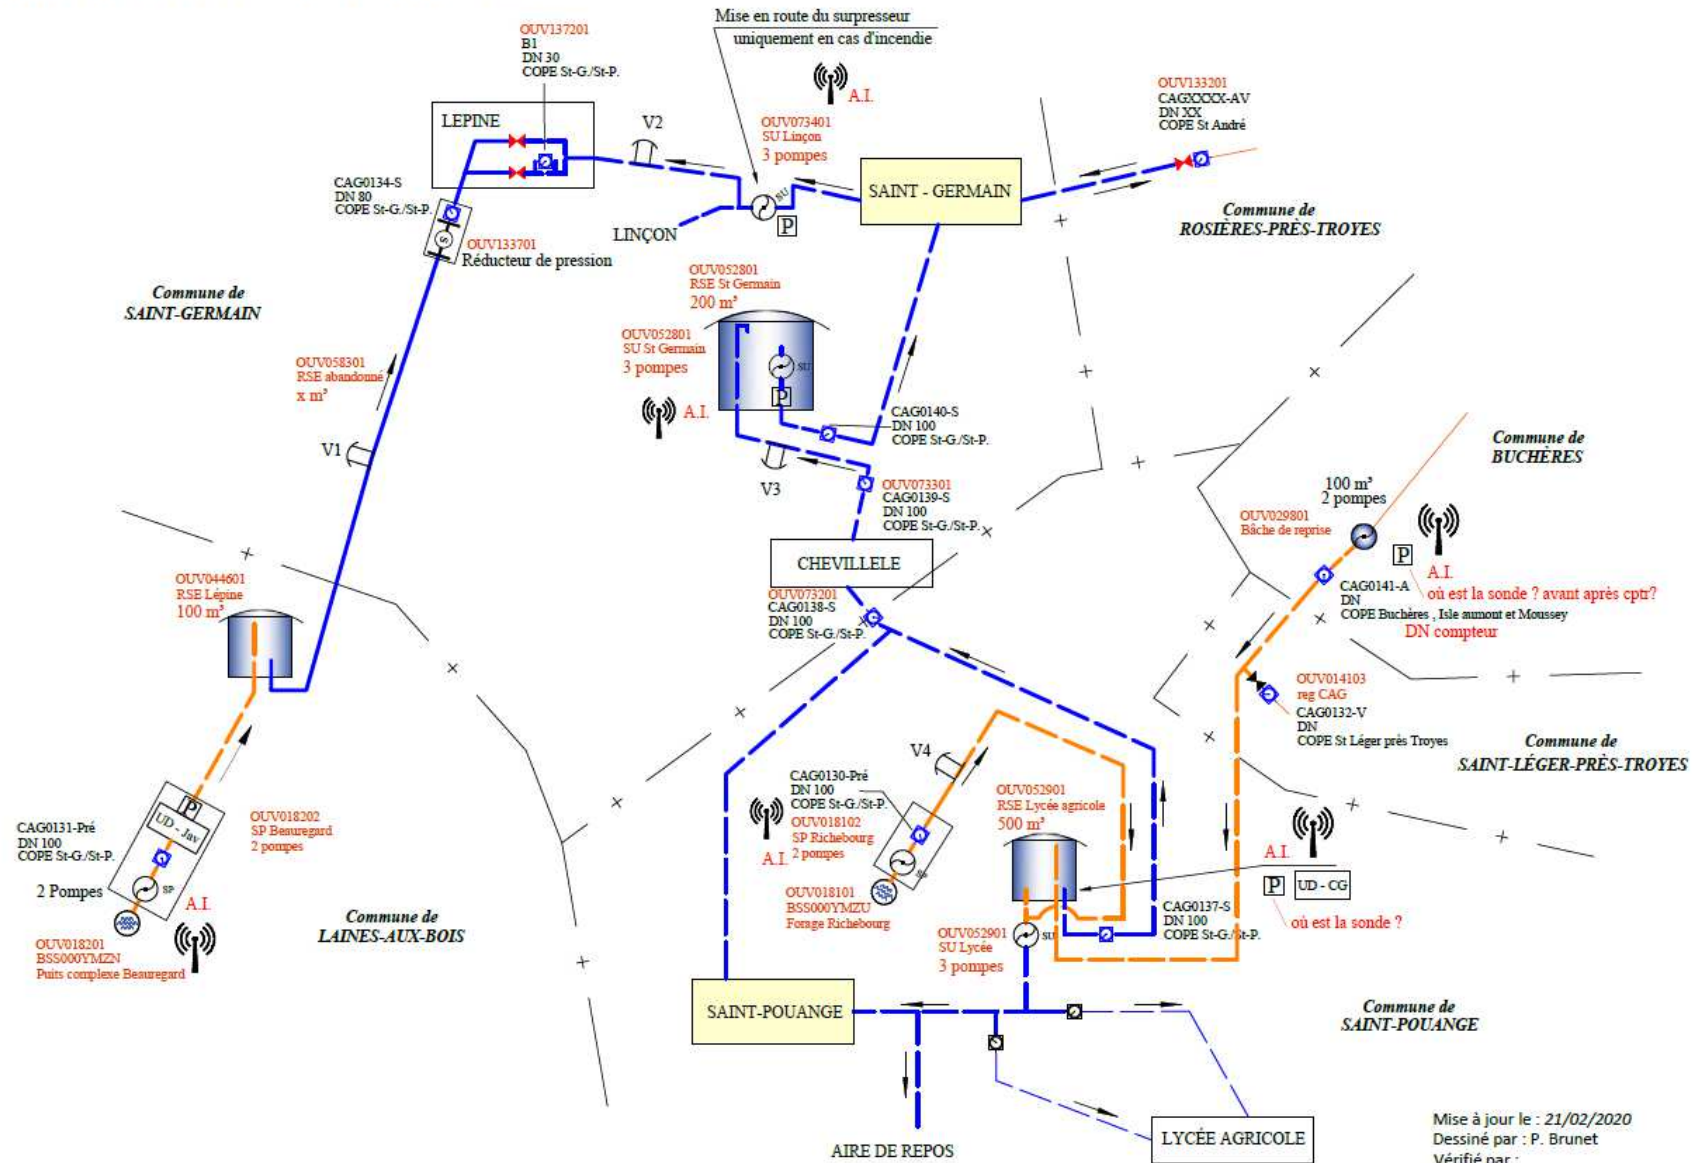 Mise en route du surpresseur
uniquement en cas d'incendie
A.I.
OUV137201
B1
DN 30
COPE St-G./St-P.
LEPINE
V2
OUV073401
SU Linçon
3 pompes
SU
P
LINÇON
SAINT - GERMAIN
OUV133201
CAGXXXX-AV
DN XX
COPE St André
Commune de
ROSIÈRES-PRÈS-TROYES
CAG0134-S
DN 80
COPE St-G./St-P.
S
OUV133701
Réducteur de pression
Commune de
SAINT-GERMAIN
OUV052801
RSE St Germain
200 m³
OUV052801
SU St Germain
3 pompes
SU
P
A.I.
CAG0140-S
DN 100
COPE St-G./St-P.
OUV058301
RSE abandonné
x m³
V1
V3
OUV073301
CAG0139-S
DN 100
COPE St-G./St-P.
CHEVILLELE
OUV073201
CAG0138-S
DN 100
COPE St-G./St-P.
Commune de
BUCHÈRES
100 m³
2 pompes
OUV029801
Bâche de reprise
P
A.I.
où est la sonde ? avant après cptr?
CAG0141-A
DN
COPE Buchères , Isle aumont et Moussey
DN compteur
OUV014103
reg CAG
CAG0132-V
DN
COPE St Léger près Troyes
Commune de
SAINT-LÉGER-PRÈS-TROYES
OUV044601
RSE Lépine
100 m³
P
UD - Jav
SP
CAG0131-Pré
DN 100
COPE St-G./St-P.
2 Pompes
OUV018202
SP Beauregard
2 pompes
A.I.
OUV018201
BSS000YMZN
Puits complexe Beauregard
Commune de
LAINES-AUX-BOIS
V4
CAG0130-Pré
DN 100
COPE St-G./St-P.
OUV018102
SP Richebourg
2 pompes
A.I.
SP
OUV018101
BSS000YMZU
Forage Richebourg
OUV052901
RSE Lycée agricole
500 m³
A.I.
P
UD - CG
où est la sonde ?
CAG0137-S
DN 100
COPE St-G./St-P.
OUV052901
SU Lycée
3 pompes
SU
SAINT-POUANGE
Commune de
SAINT-POUANGE
AIRE DE REPOS
LYCÉE AGRICOLE
Mise à jour le : 21/02/2020
Dessiné par : P. Brunet
Vérifié par :